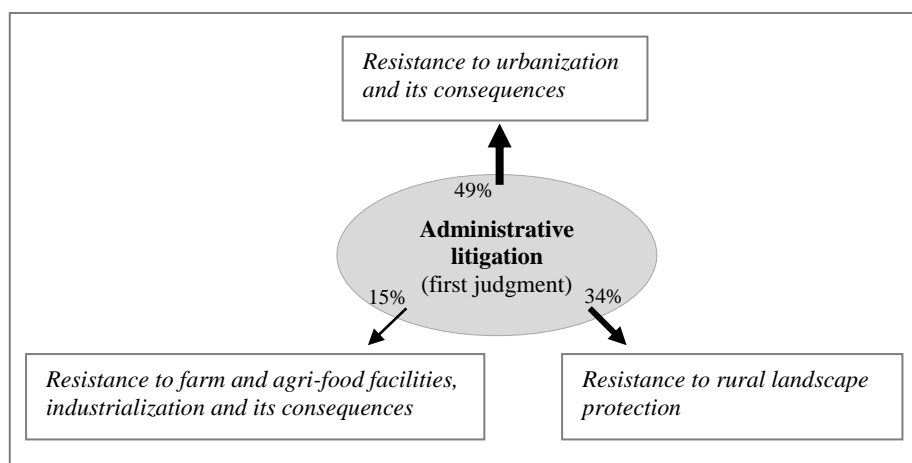 Resistance to urbanization
and its consequences
49%
Administrative
litigation
(first judgment)
15%
34%
Resistance to farm and agri-food facilities,
industrialization and its consequences
Resistance to rural landscape
protection